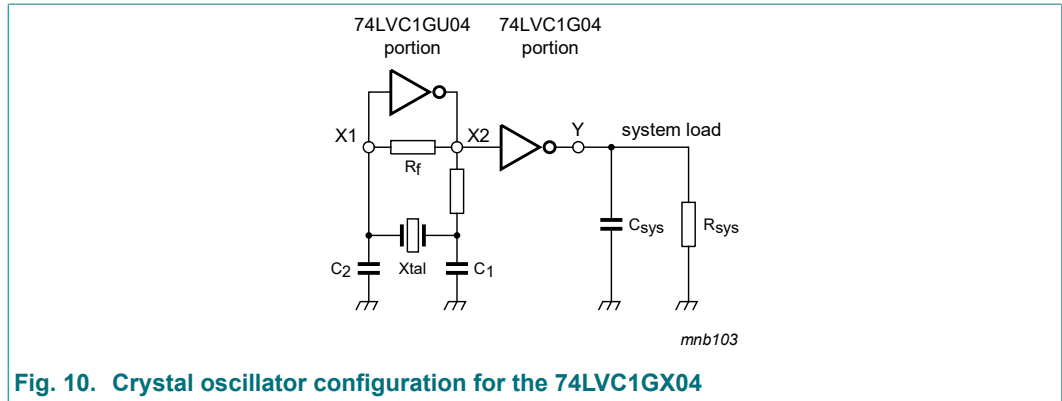 74LVC1GU04 74LVC1G04
portion portion
X1 X2 Y system load
Rf
Csys Rsys
C2 Xtal C1
mnb103
Fig. 10. Crystal oscillator configuration for the 74LVC1GX04